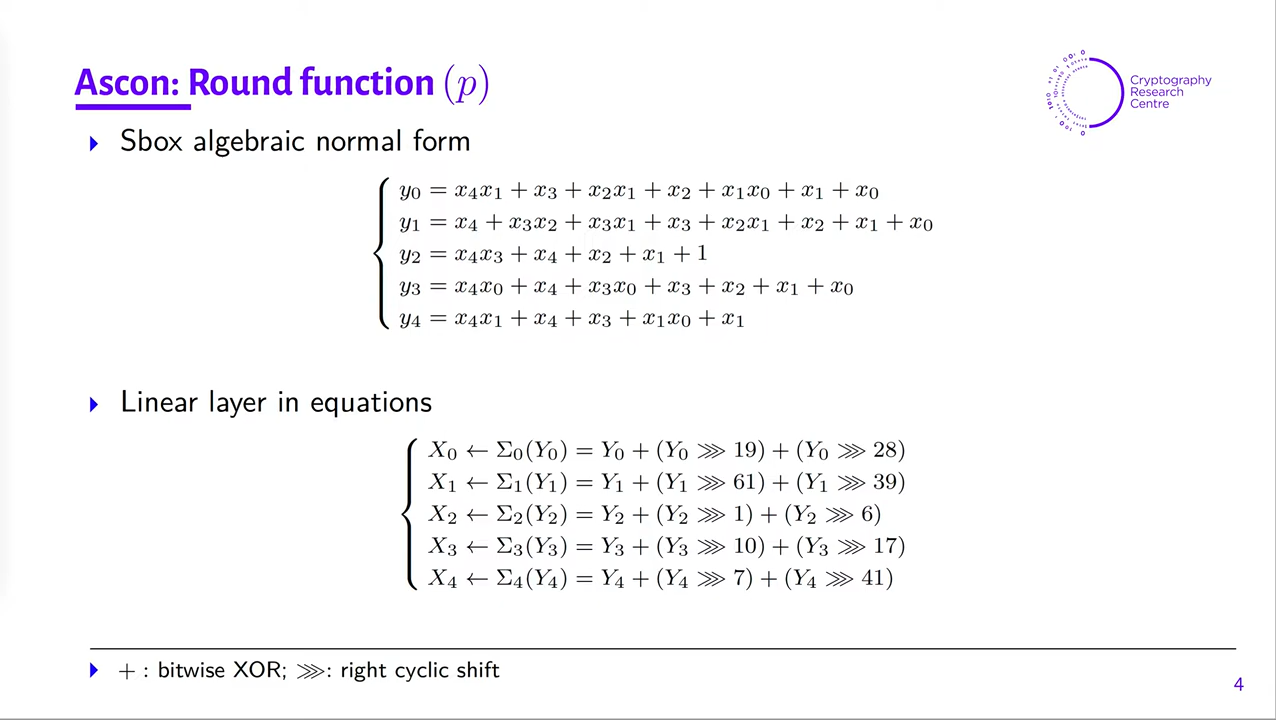 Ascon: Round function (p)
Cryptography
Research
Centre
Sbox algebraic normal form
y₀ = x₄x₁ + x₃ + x₂x₁ + x₂ + x₁x₀ + x₁ + x₀
y₁ = x₄ + x₃x₂ + x₃x₁ + x₃ + x₂x₁ + x₂ + x₁ + x₀
y₂ = x₄x₃ + x₄ + x₂ + x₁ + 1
y₃ = x₄x₀ + x₄ + x₃x₀ + x₃ + x₂ + x₁ + x₀
y₄ = x₄x₁ + x₄ + x₃ + x₁x₀ + x₁
Linear layer in equations
X₀ ← Σ₀(Y₀) = Y₀ + (Y₀ ⋙ 19) + (Y₀ ⋙ 28)
X₁ ← Σ₁(Y₁) = Y₁ + (Y₁ ⋙ 61) + (Y₁ ⋙ 39)
X₂ ← Σ₂(Y₂) = Y₂ + (Y₂ ⋙ 1) + (Y₂ ⋙ 6)
X₃ ← Σ₃(Y₃) = Y₃ + (Y₃ ⋙ 10) + (Y₃ ⋙ 17)
X₄ ← Σ₄(Y₄) = Y₄ + (Y₄ ⋙ 7) + (Y₄ ⋙ 41)
+ : bitwise XOR; ⋙: right cyclic shift
4